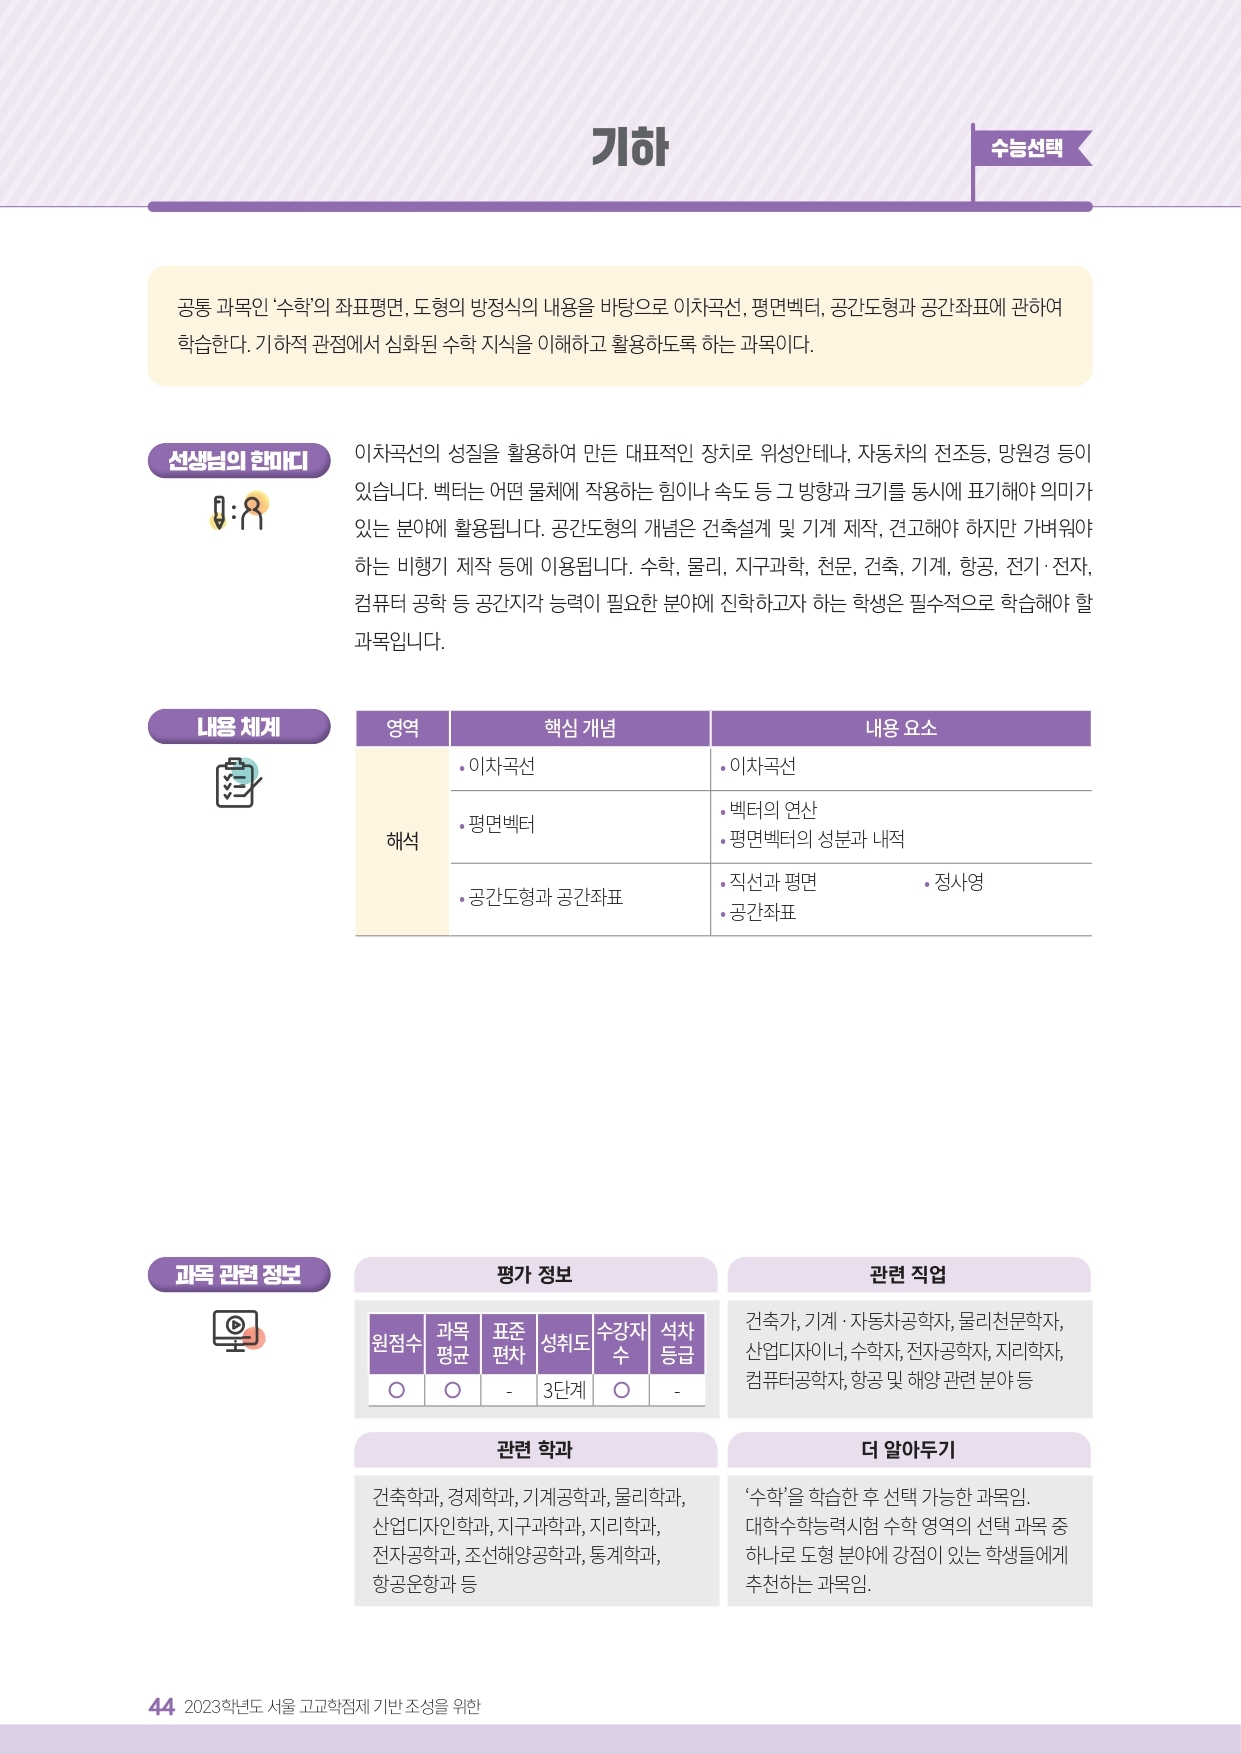 기하
수능선택
공통 과목인 ‘수학’의 좌표평면, 도형의 방정식의 내용을 바탕으로 이차곡선, 평면벡터, 공간도형과 공간좌표에 관하여
학습한다. 기하적 관점에서 심화된 수학 지식을 이해하고 활용하도록 하는 과목이다.
선생님의 한마디
이차곡선의 성질을 활용하여 만든 대표적인 장치로 위성안테나, 자동차의 전조등, 망원경 등이
있습니다. 벡터는 어떤 물체에 작용하는 힘이나 속도 등 그 방향과 크기를 동시에 표기해야 의미가
있는 분야에 활용됩니다. 공간도형의 개념은 건축설계 및 기계 제작, 견고해야 하지만 가벼워야
하는 비행기 제작 등에 이용됩니다. 수학, 물리, 지구과학, 천문, 건축, 기계, 항공, 전기·전자,
컴퓨터 공학 등 공간지각 능력이 필요한 분야에 진학하고자 하는 학생은 필수적으로 학습해야 할
과목입니다.
내용 체계
영역 핵심 개념 내용 요소
해석
• 이차곡선 • 이차곡선
• 평면벡터
• 벡터의 연산
• 평면벡터의 성분과 내적
• 공간도형과 공간좌표
• 직선과 평면 • 정사영
• 공간좌표
과목 관련 정보
평가 정보
원점수 과목 평균 표준 편차 성취도 수강자 수 석차 등급
○ ○ - 3단계 ○ -
관련 직업
건축가, 기계·자동차공학자, 물리천문학자,
산업디자이너, 수학자, 전자공학자, 지리학자,
컴퓨터공학자, 항공 및 해양 관련 분야 등
관련 학과
건축학과, 경제학과, 기계공학과, 물리학과,
산업디자인학과, 지구과학과, 지리학과,
전자공학과, 조선해양공학과, 통계학과,
항공운항과 등
더 알아두기
‘수학’을 학습한 후 선택 가능한 과목임.
대학수학능력시험 수학 영역의 선택 과목 중
하나로 도형 분야에 강점이 있는 학생들에게
추천하는 과목임.
44 2023학년도 서울 고교학점제 기반 조성을 위한